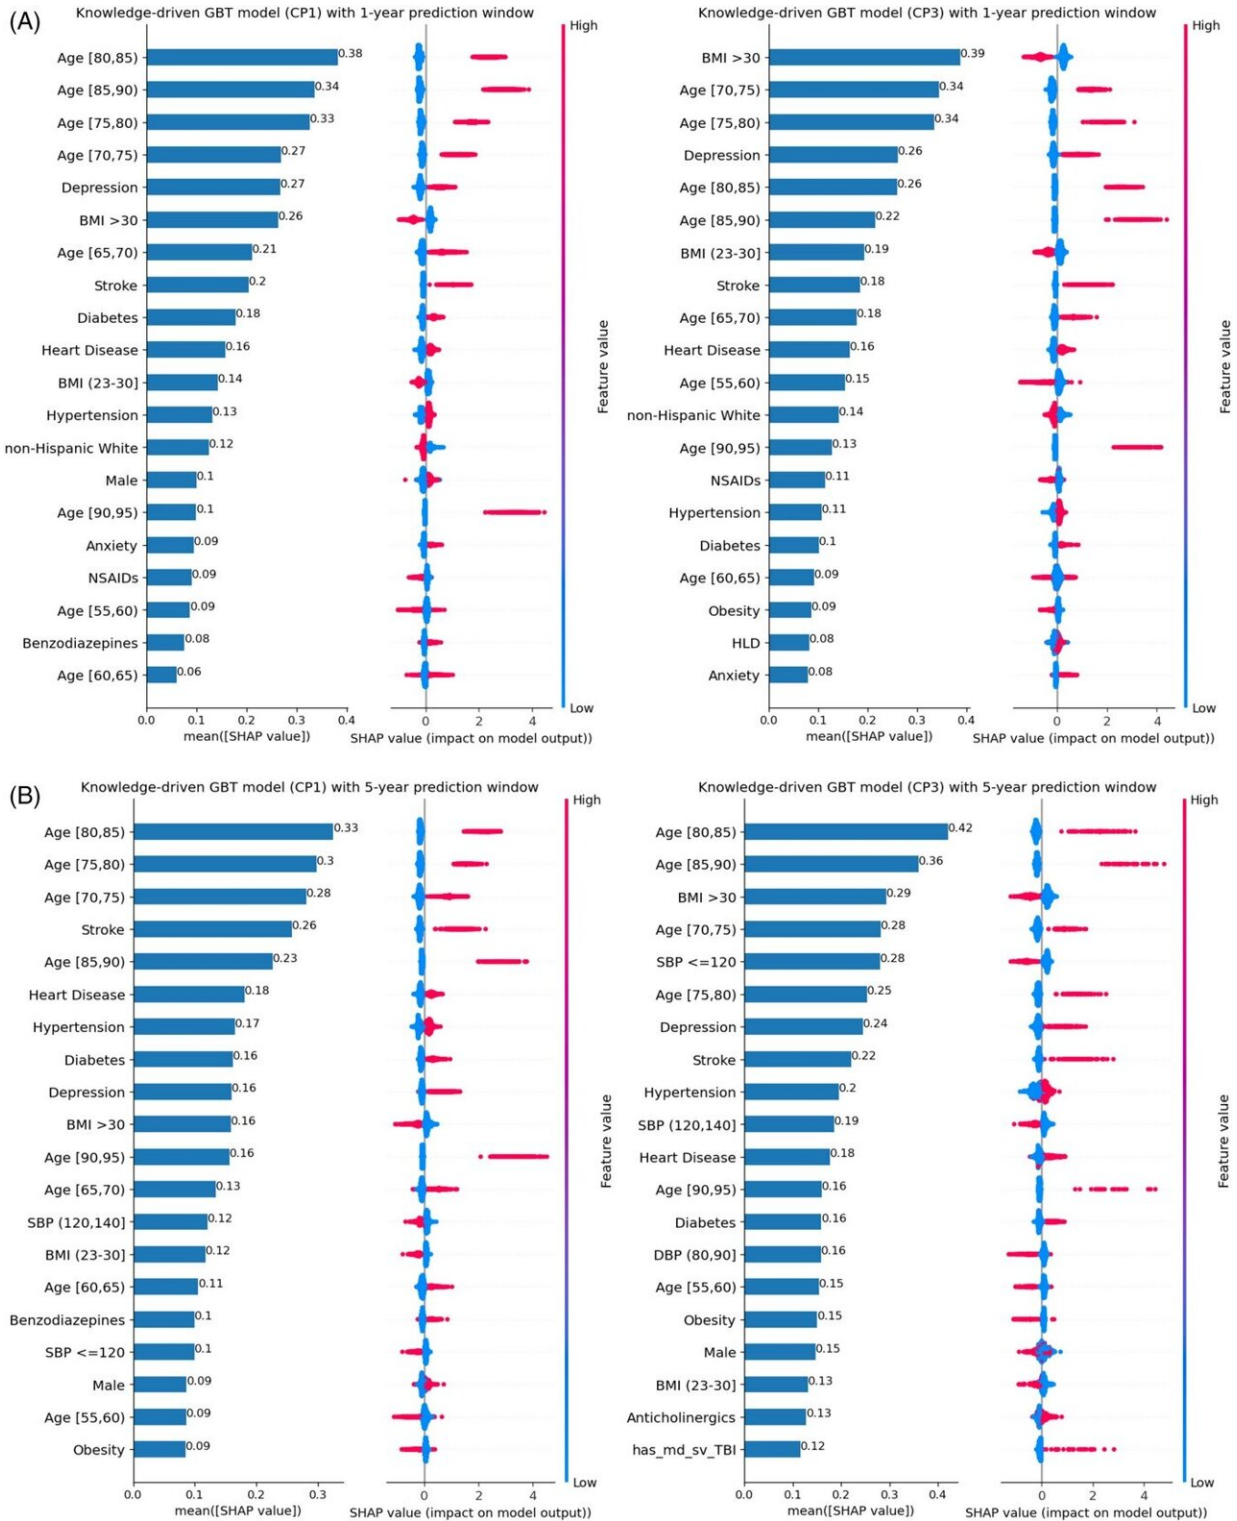 (A)
Knowledge-driven GBT model (CP1) with 1-year prediction window
Age [80,85) 0.38
Age [85,90) 0.34
Age [75,80) 0.33
Age [70,75) 0.27
Depression 0.27
BMI >30 0.26
Age [65,70) 0.21
Stroke 0.2
Diabetes 0.18
Heart Disease 0.16
BMI (23-30] 0.14
Hypertension 0.13
non-Hispanic White 0.12
Male 0.1
Age [90,95) 0.1
Anxiety 0.09
NSAIDs 0.09
Age [55,60) 0.09
Benzodiazepines 0.08
Age [60,65) 0.06
0.0 0.1 0.2 0.3 0.4
mean([SHAP value])
0 2 4
SHAP value (impact on model output))
High
Feature value
Low
Knowledge-driven GBT model (CP3) with 1-year prediction window
BMI >30 0.39
Age [70,75) 0.34
Age [75,80) 0.34
Depression 0.26
Age [80,85) 0.26
Age [85,90) 0.22
BMI (23-30] 0.19
Stroke 0.18
Age [65,70) 0.18
Heart Disease 0.16
Age [55,60) 0.15
non-Hispanic White 0.14
Age [90,95) 0.13
NSAIDs 0.11
Hypertension 0.11
Diabetes 0.1
Age [60,65) 0.09
Obesity 0.09
HLD 0.08
Anxiety 0.08
0.0 0.1 0.2 0.3 0.4
mean([SHAP value])
0 2 4
SHAP value (impact on model output))
High
Feature value
Low
(B)
Knowledge-driven GBT model (CP1) with 5-year prediction window
Age [80,85) 0.33
Age [75,80) 0.3
Age [70,75) 0.28
Stroke 0.26
Age [85,90) 0.23
Heart Disease 0.18
Hypertension 0.17
Diabetes 0.16
Depression 0.16
BMI >30 0.16
Age [90,95) 0.16
Age [65,70) 0.13
SBP (120,140] 0.12
BMI (23-30] 0.12
Age [60,65) 0.11
Benzodiazepines 0.1
SBP <=120 0.1
Male 0.09
Age [55,60) 0.09
Obesity 0.09
0.0 0.1 0.2 0.3
mean([SHAP value])
0 2 4
SHAP value (impact on model output))
High
Feature value
Low
Knowledge-driven GBT model (CP3) with 5-year prediction window
Age [80,85) 0.42
Age [85,90) 0.36
BMI >30 0.29
Age [70,75) 0.28
SBP <=120 0.28
Age [75,80) 0.25
Depression 0.24
Stroke 0.22
Hypertension 0.2
SBP (120,140] 0.19
Heart Disease 0.18
Age [90,95) 0.16
Diabetes 0.16
DBP (80,90] 0.16
Age [55,60) 0.15
Obesity 0.15
Male 0.15
BMI (23-30] 0.13
Anticholinergics 0.13
has_md_sv_TBI 0.12
0.0 0.1 0.2 0.3 0.4
mean([SHAP value])
0 2 4
SHAP value (impact on model output))
High
Feature value
Low